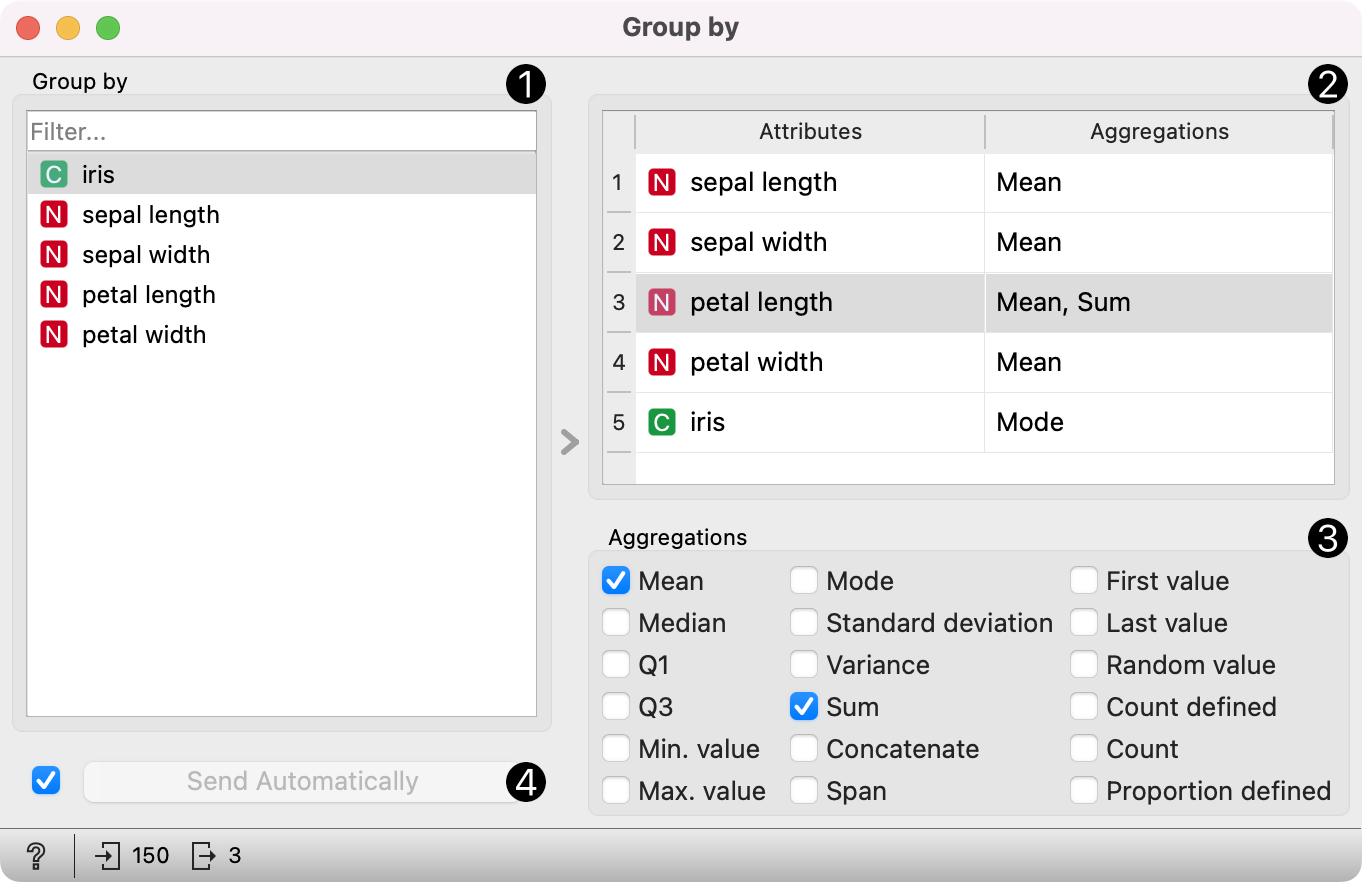 Group by
Group by 1
Filter...
C iris
N sepal length
N sepal width
N petal length
N petal width
Send Automatically 4
2
Attributes Aggregations
1 N sepal length Mean
2 N sepal width Mean
3 N petal length Mean, Sum
4 N petal width Mean
5 C iris Mode
Aggregations 3
Mean Mode First value
Median Standard deviation Last value
Q1 Variance Random value
Q3 Sum Count defined
Min. value Concatenate Count
Max. value Span Proportion defined
? 150 3